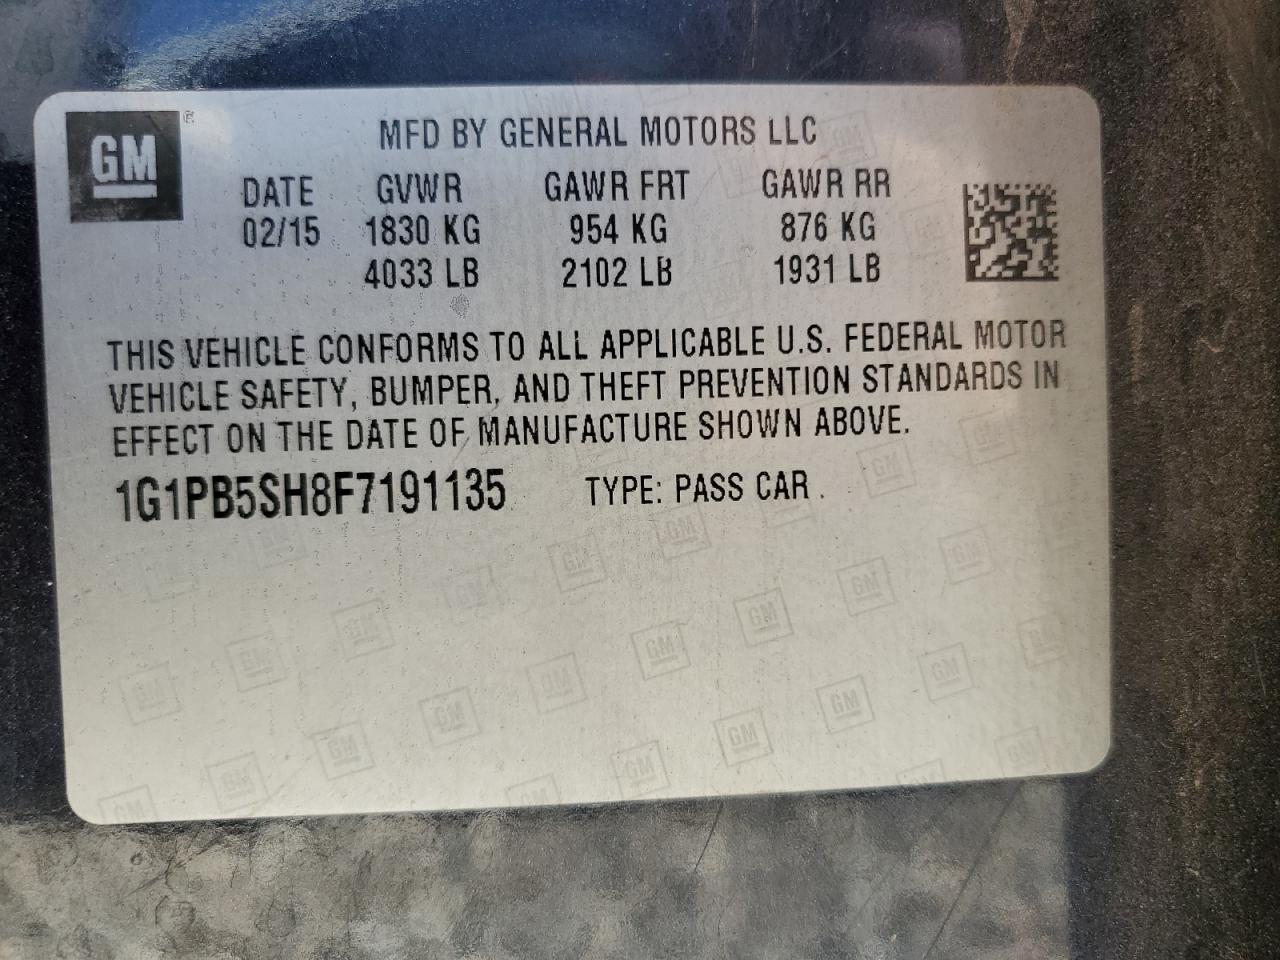 GM
MFD BY GENERAL MOTORS LLC
DATE GVWR GAWR FRT GAWR RR
02/15 1830 KG 954 KG 876 KG
4033 LB 2102 LB 1931 LB
THIS VEHICLE CONFORMS TO ALL APPLICABLE U.S. FEDERAL MOTOR
VEHICLE SAFETY, BUMPER, AND THEFT PREVENTION STANDARDS IN
EFFECT ON THE DATE OF MANUFACTURE SHOWN ABOVE.
1G1PB5SH8F7191135 TYPE: PASS CAR